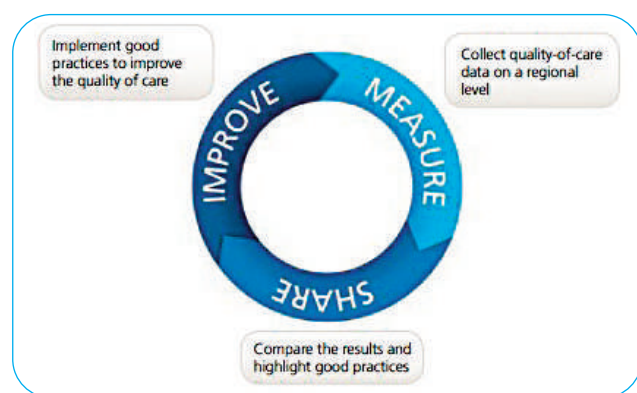 Implement good
practices to improve
the quality of care
Collect quality-of-care
data on a regional
level
IMPROVE
MEASURE
SHARE
Compare the results and
highlight good practices